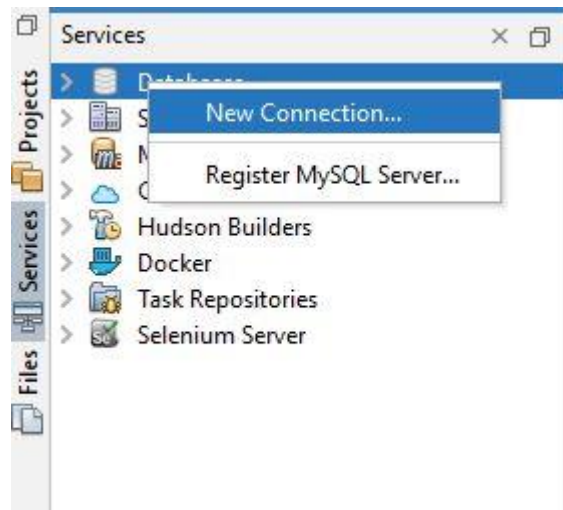 Services
Projects
Services
Files
New Connection...
Register MySQL Server...
Hudson Builders
Docker
Task Repositories
Selenium Server